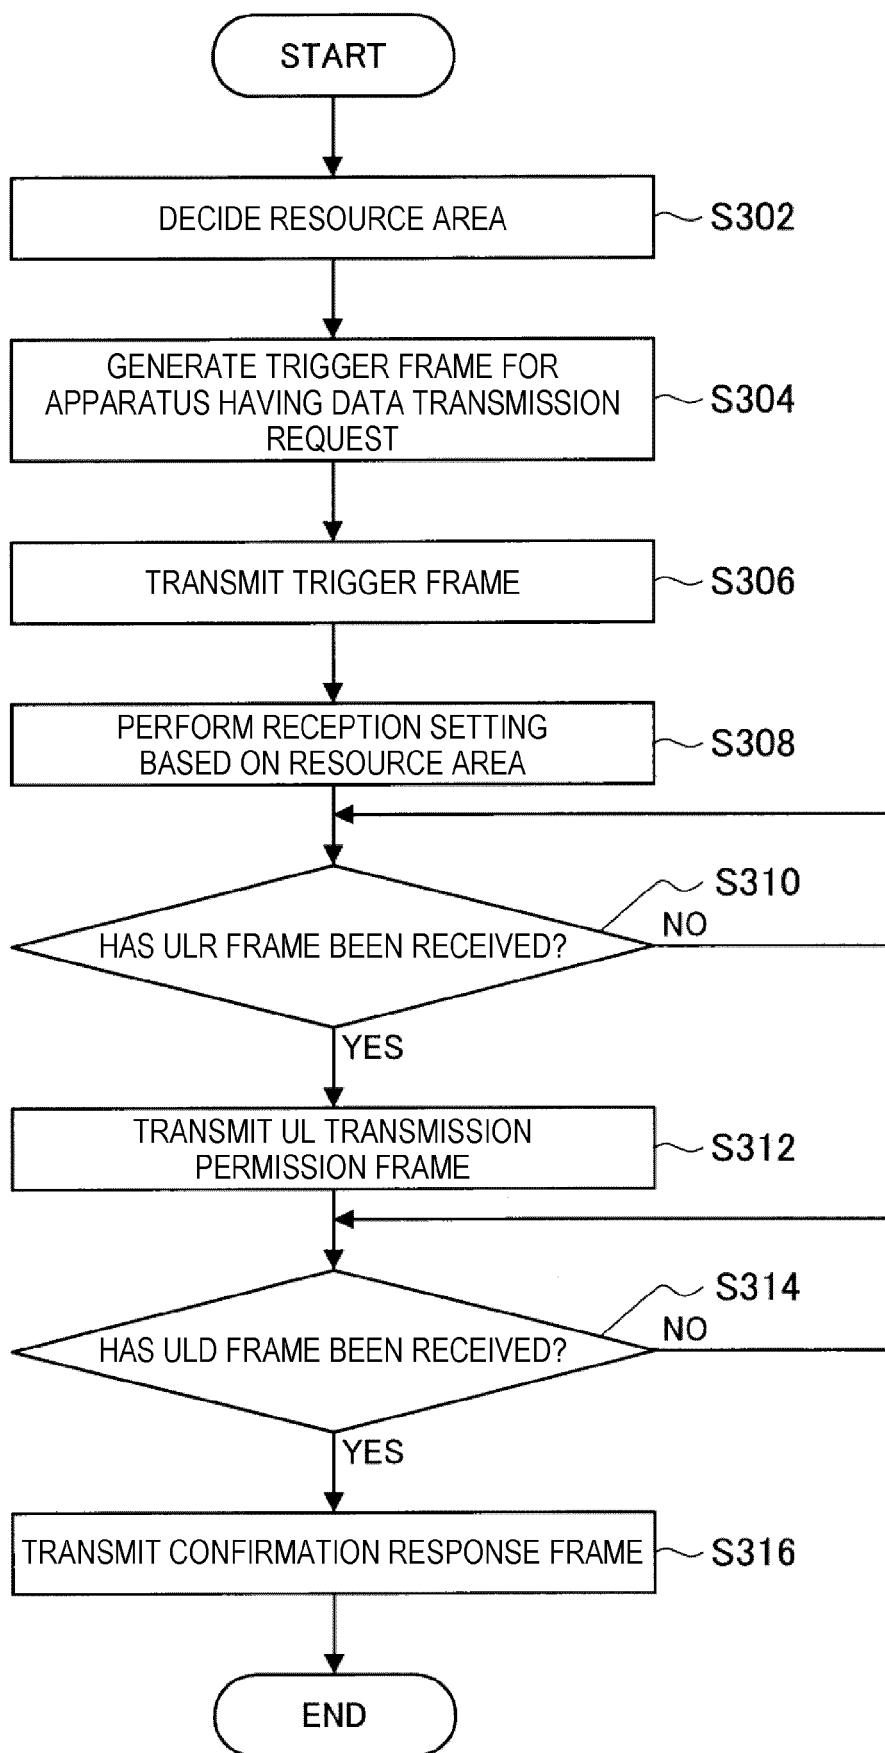 START
DECIDE RESOURCE AREA
S302
GENERATE TRIGGER FRAME FOR
APPARATUS HAVING DATA TRANSMISSION
REQUEST
S304
TRANSMIT TRIGGER FRAME
S306
PERFORM RECEPTION SETTING
BASED ON RESOURCE AREA
S308
S310
HAS ULR FRAME BEEN RECEIVED?
NO
YES
TRANSMIT UL TRANSMISSION
PERMISSION FRAME
S312
S314
HAS ULD FRAME BEEN RECEIVED?
NO
YES
TRANSMIT CONFIRMATION RESPONSE FRAME
S316
END